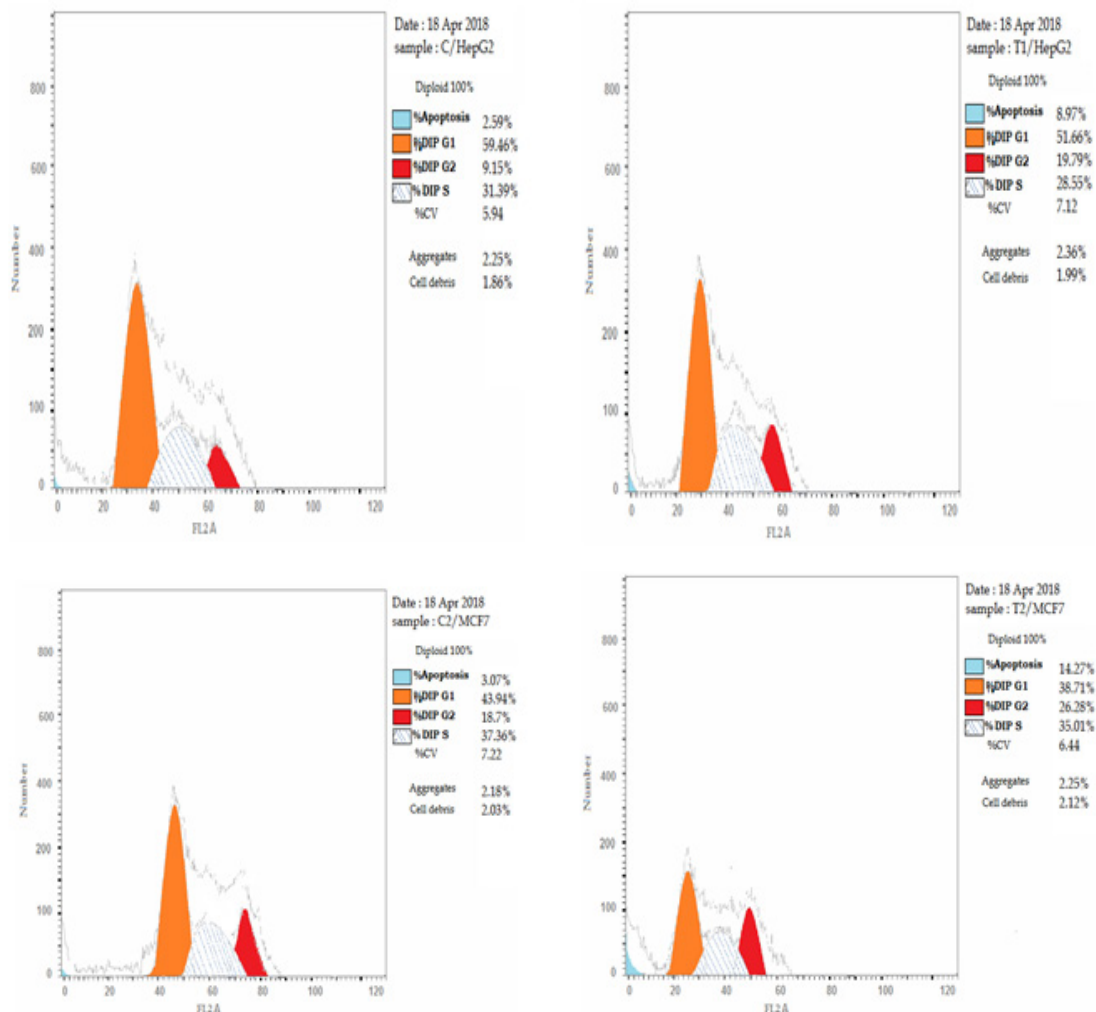 Date : 18 Apr 2018
sample : C/HepG2
Diploid 100%
%Apoptosis 2.59%
%DIP G1 59.46%
%DIP G2 9.15%
% DIP S 31.39%
%CV 5.94
Aggregates 2.25%
Cell debris 1.86%
Number
800
600
400
200
100
0
0 20 40 60 80 100 120
FL2A
Date : 18 Apr 2018
sample : T1/HepG2
Diploid 100%
%Apoptosis 8.97%
%DIP G1 51.66%
%DIP G2 19.79%
% DIP S 28.55%
%CV 7.12
Aggregates 2.36%
Cell debris 1.99%
Number
800
600
400
200
100
0
0 20 40 60 80 100 120
FL2A
Date : 18 Apr 2018
sample : C2/MCF7
Diploid 100%
%Apoptosis 3.07%
%DIP G1 43.94%
%DIP G2 18.7%
% DIP S 37.36%
%CV 7.22
Aggregates 2.18%
Cell debris 2.03%
Number
800
600
400
200
100
0
0 20 40 60 80 100 120
FL2A
Date : 18 Apr 2018
sample : T2/MCF7
Diploid 100%
%Apoptosis 14.27%
%DIP G1 38.71%
%DIP G2 26.28%
% DIP S 35.01%
%CV 6.44
Aggregates 2.25%
Cell debris 2.12%
Number
800
600
400
200
100
0
0 20 40 60 80 100 120
FL2A